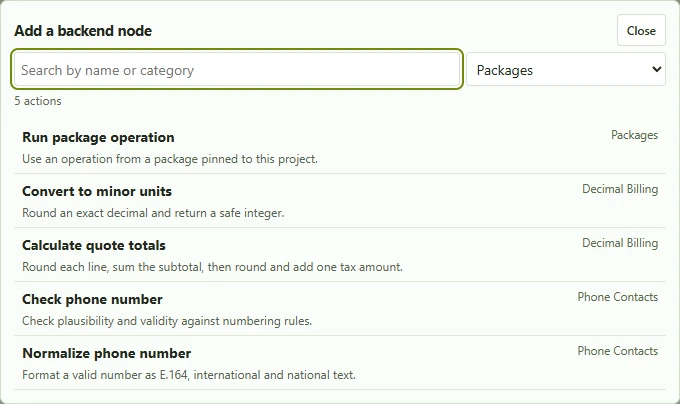 Add a backend node
Close
Search by name or category
Packages
5 actions
Run package operation
Packages
Use an operation from a package pinned to this project.
Convert to minor units
Decimal Billing
Round an exact decimal and return a safe integer.
Calculate quote totals
Decimal Billing
Round each line, sum the subtotal, then round and add one tax amount.
Check phone number
Phone Contacts
Check plausibility and validity against numbering rules.
Normalize phone number
Phone Contacts
Format a valid number as E.164, international and national text.